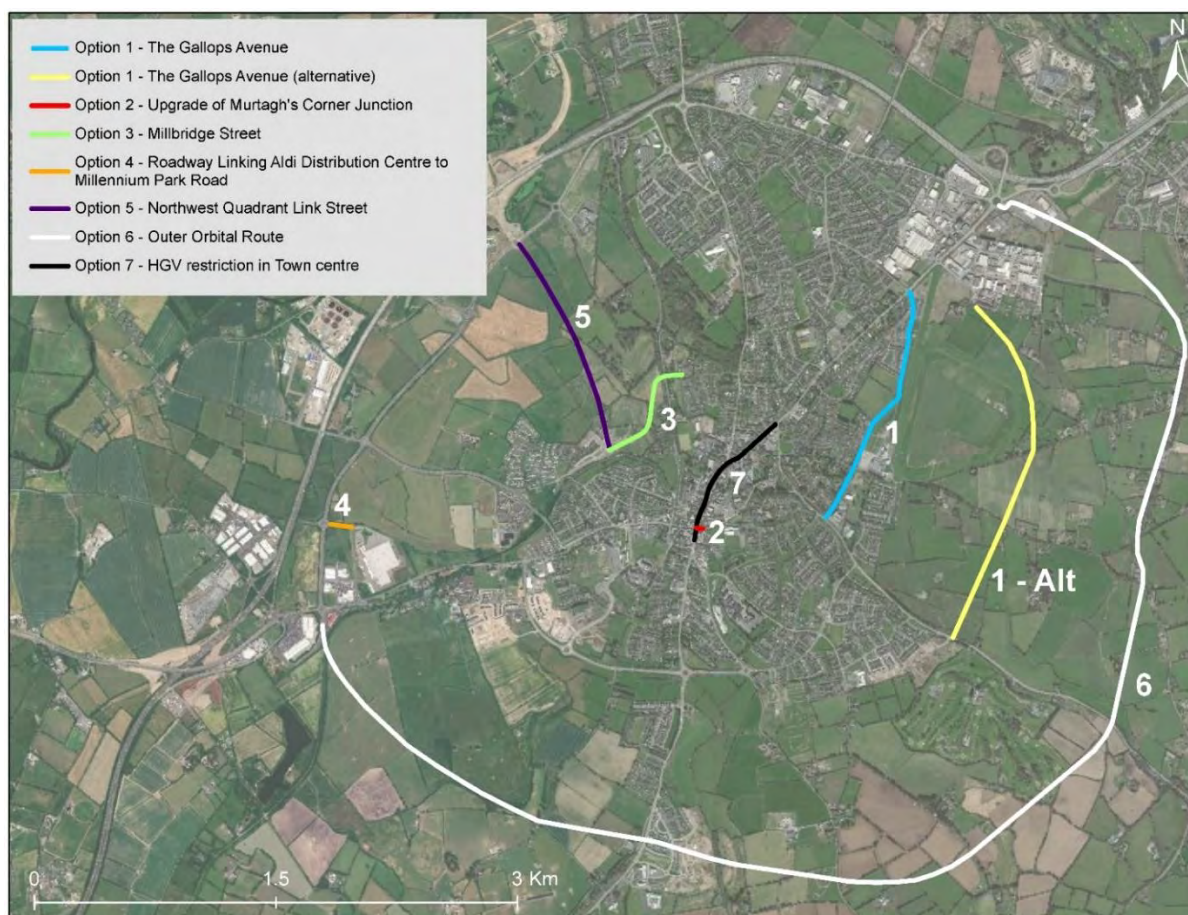 Option 1 - The Gallops Avenue
Option 1 - The Gallops Avenue (alternative)
Option 2 - Upgrade of Murtagh's Corner Junction
Option 3 - Millbridge Street
Option 4 - Roadway Linking Aldi Distribution Centre to
Millennium Park Road
Option 5 - Northwest Quadrant Link Street
Option 6 - Outer Orbital Route
Option 7 - HGV restriction in Town centre
N
5
3
1
7
4
2
1 - Alt
6
0 1.5 3 Km